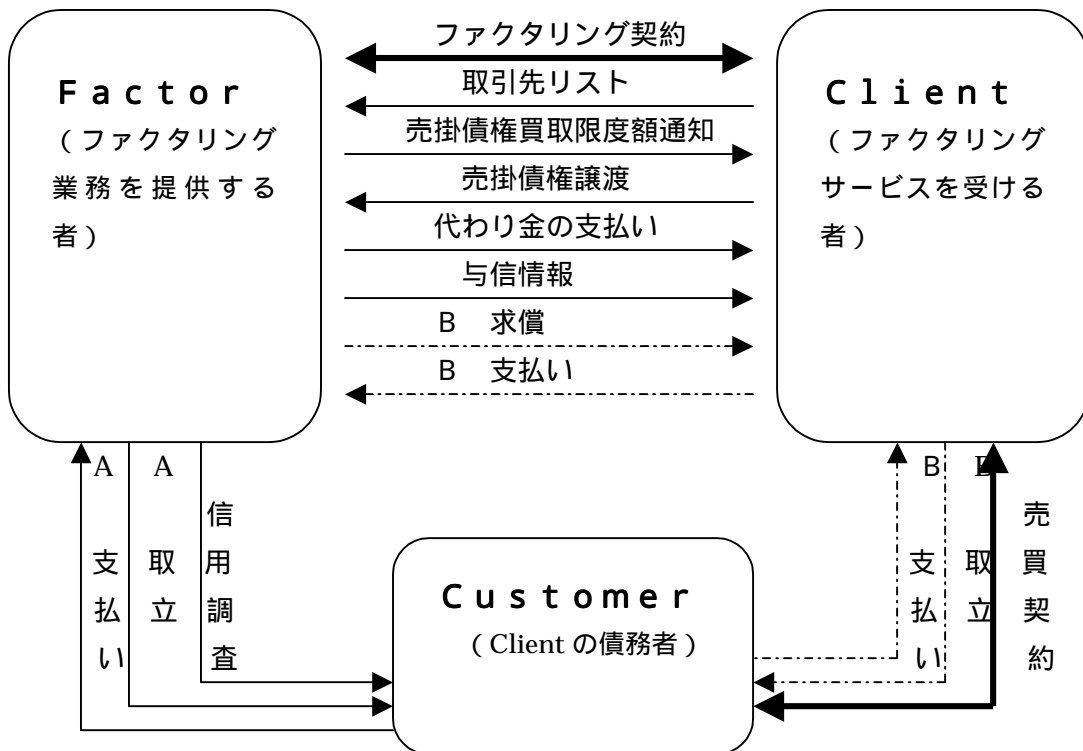 Factor
(ファクタリング
業務を提供する
者)
ファクタリング契約
取引先リスト
売掛債権買取限度額通知
売掛債権譲渡
代わり金の支払い
与信情報
B 求償
B 支払い
Client
(ファクタリング
サービスを受ける
者)
A 支払い
A 取立
信用調査
Customer
(Client の債務者)
B 支払い
B 取立
売買契約